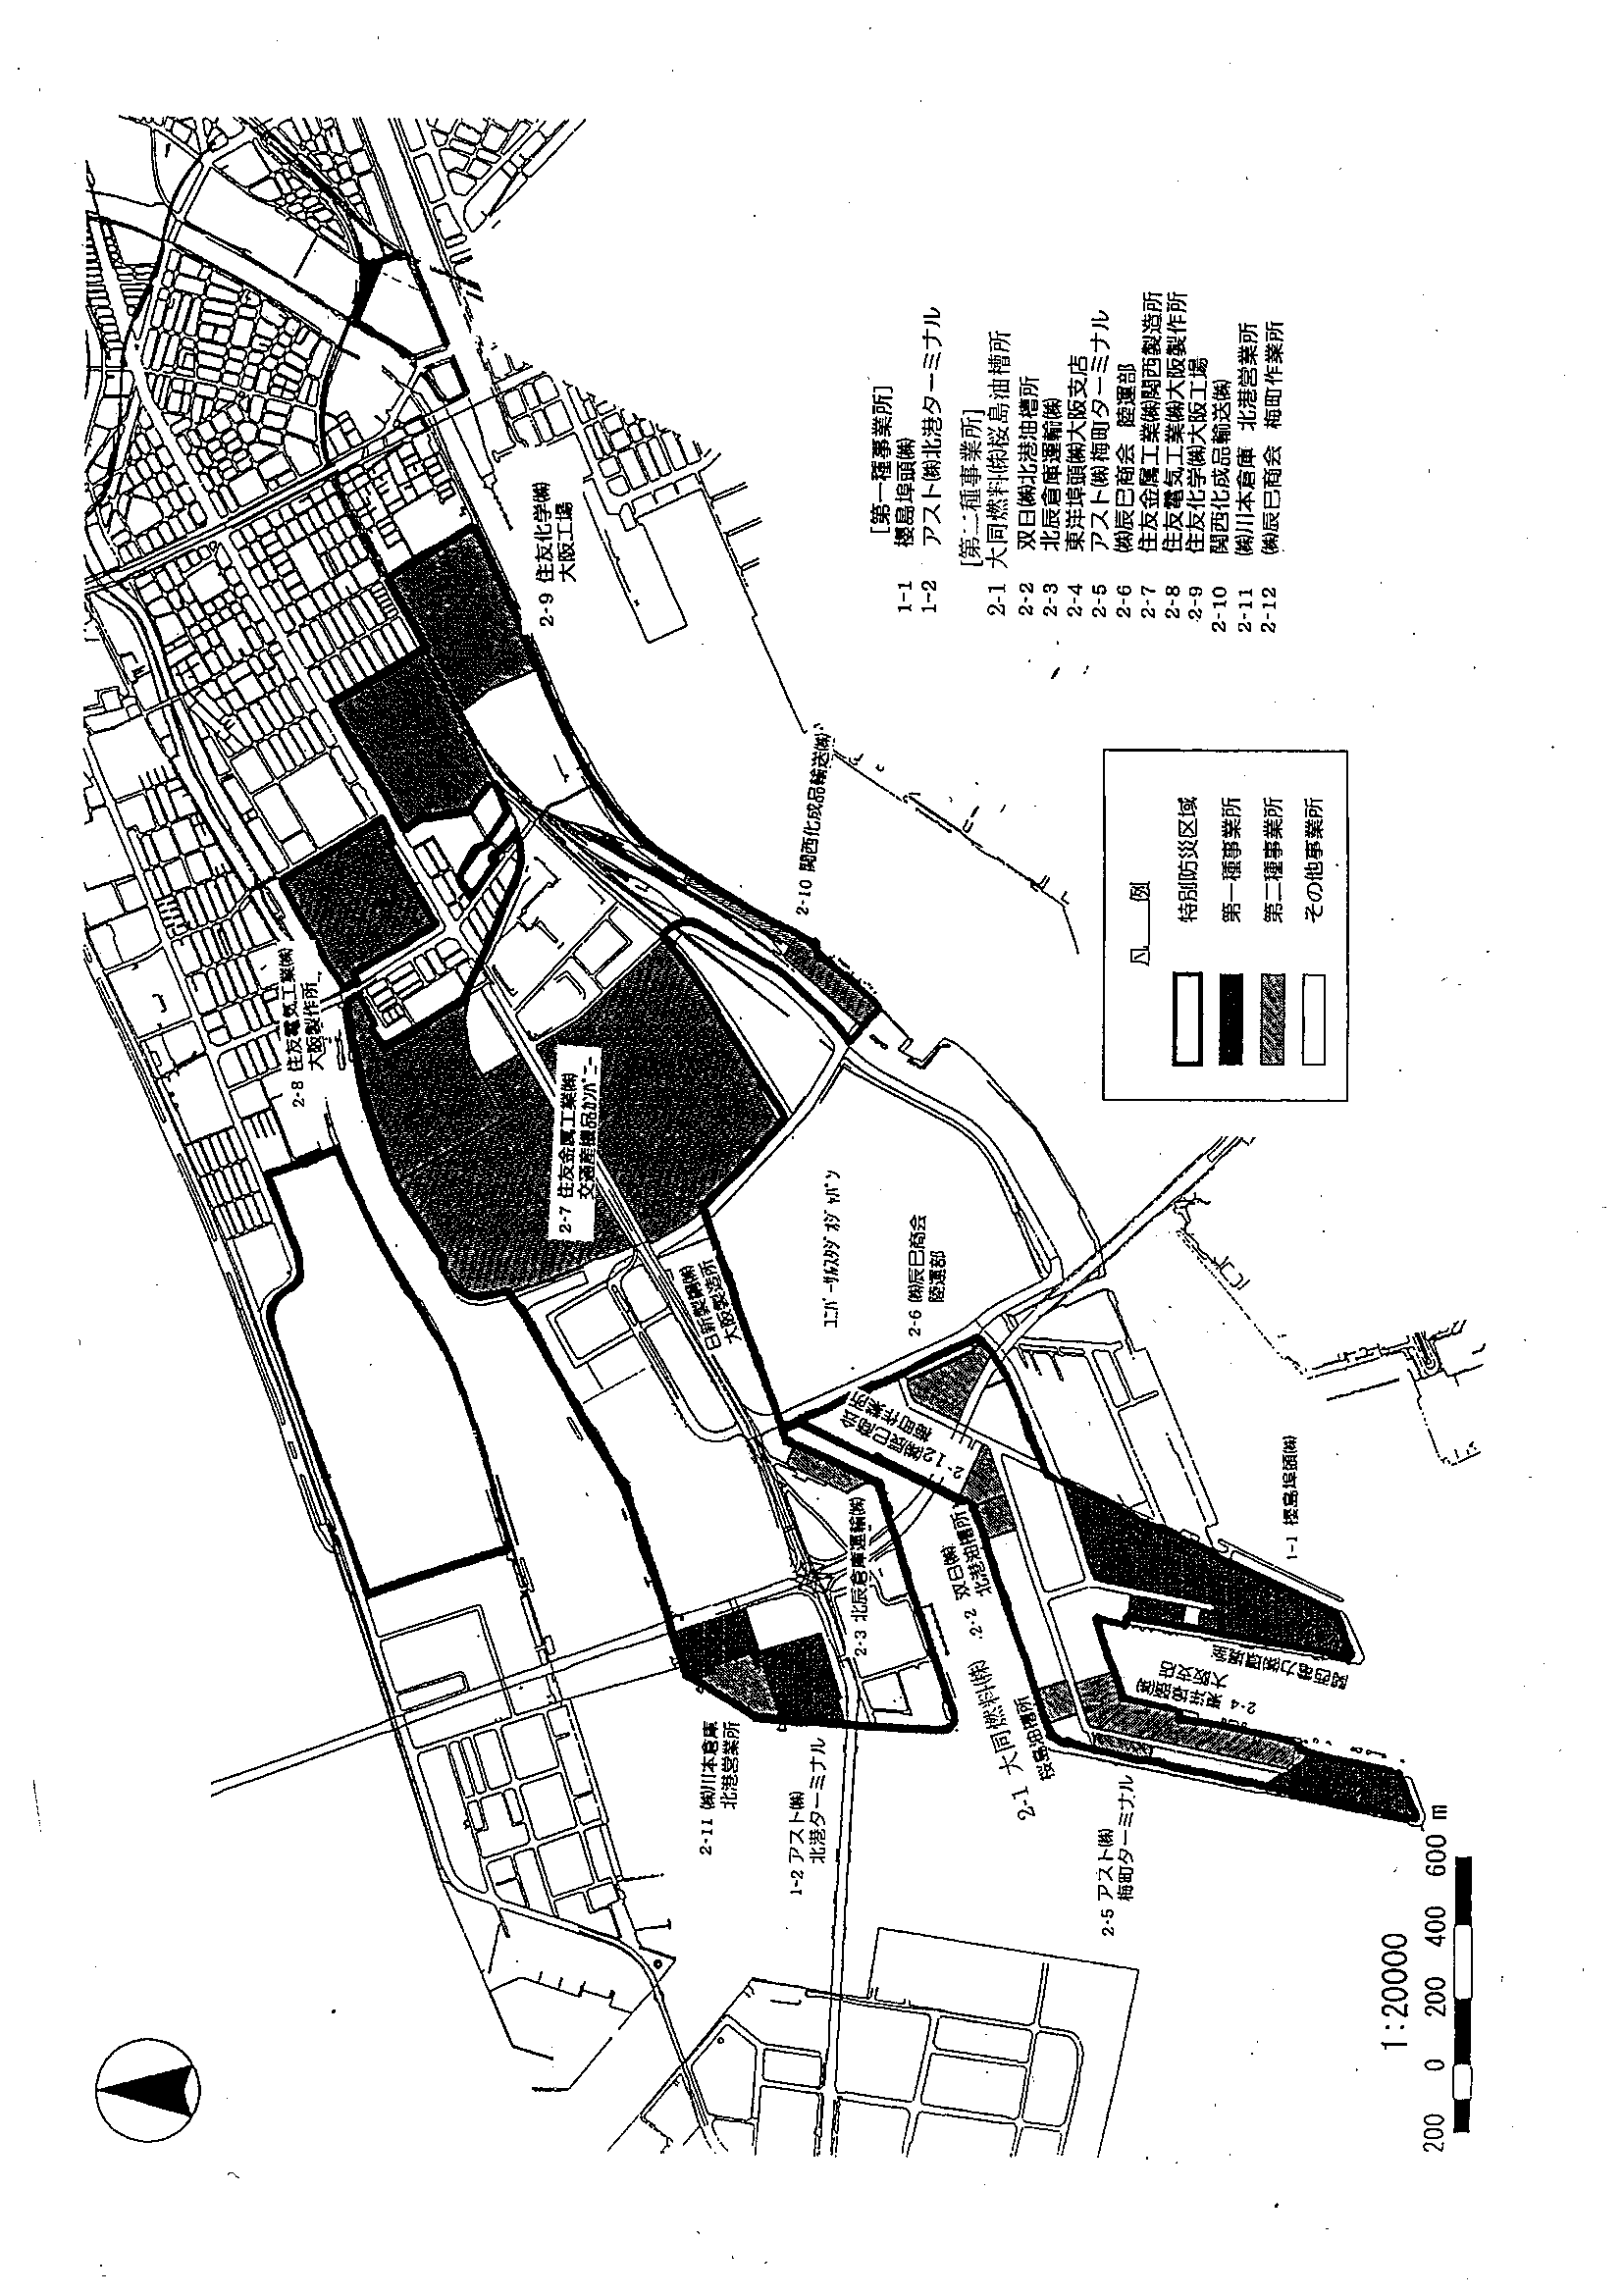 [第一種事業所]
1-1 櫻島埠頭㈱
1-2 アスト㈱北港ターミナル
[第二種事業所]
2-1 大同燃料㈱桜島油槽所
2-2 双日㈱北港油槽所
2-3 北辰倉庫運輸㈱
2-4 東洋埠頭㈱大阪支店
2-5 アスト㈱梅町ターミナル
2-6 ㈱辰巳商会 陸運部
2-7 住友金属工業㈱関西製造所
2-8 住友電気工業㈱大阪製作所
2-9 住友化学㈱大阪工場
2-10 関西化成品輸送㈱
2-11 ㈱川本倉庫 北港営業所
2-12 ㈱辰巳商会 梅町作業所
凡 例
特別防災区域
第一種事業所
第二種事業所
その他事業所
2-9 住友化学㈱
大阪工場
2-10 関西化成品輸送㈱
2-8 住友電気工業㈱
大阪製作所
2-7 住友金属工業㈱
交通産機品ｶﾝﾊﾟﾆｰ
日新製鋼㈱
大阪製造所
ﾕﾆﾊﾞｰｻﾙｽﾀｼﾞｵｼﾞｬﾊﾟﾝ
2-6 ㈱辰巳商会
陸運部
2-12㈱辰巳商会
梅町作業所
2-3 北辰倉庫運輸㈱
2-2 双日㈱
北港油槽所
1-1 櫻島埠頭㈱
関西電力㈱
2-4 東洋埠頭㈱
大阪支店
2-1 大同燃料㈱
桜島油槽所
2-11 ㈱川本倉庫
北港営業所
1-2 アスト㈱
北港ターミナル
2-5 アスト㈱
梅町ターミナル
1:20000
200 0 200 400 600 m